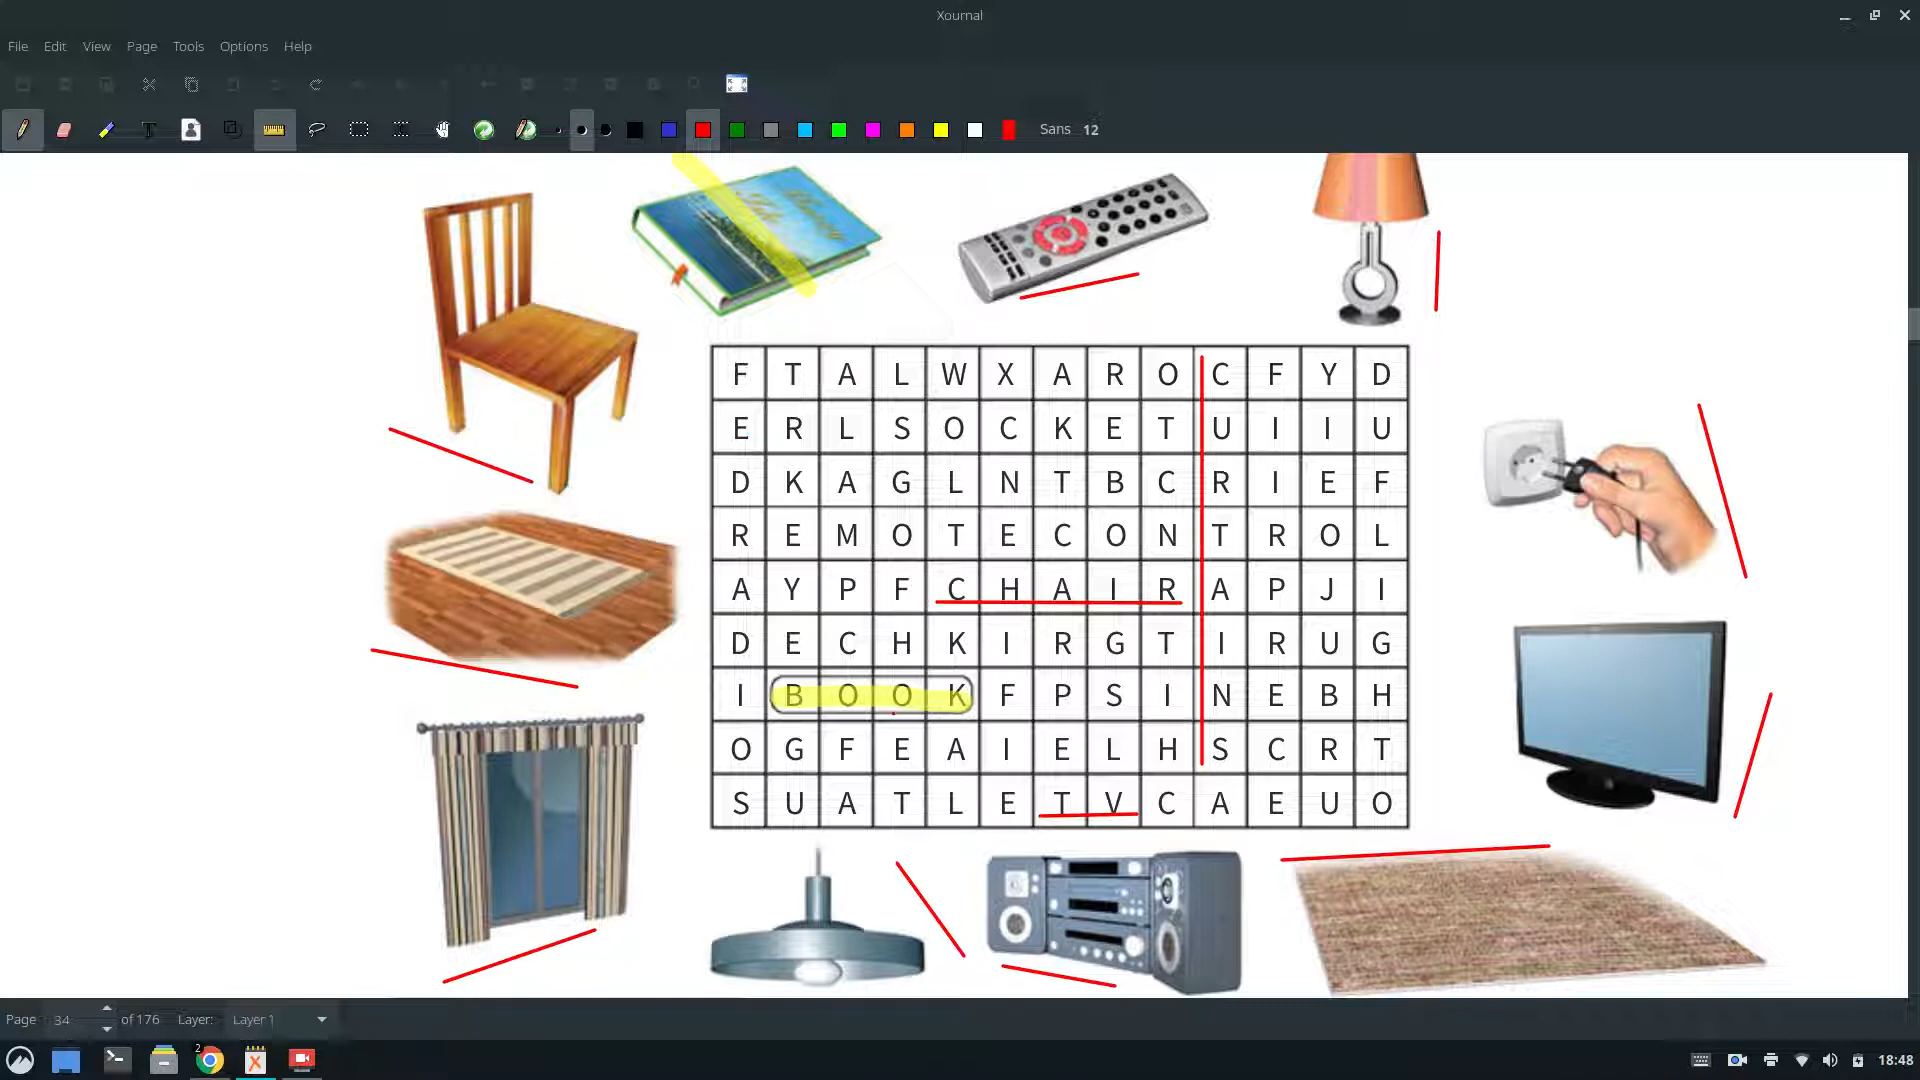 Xournal
File Edit View Page Tools Options Help
Sans 12
F T A L W X A R O C F Y D
E R L S O C K E T U I I U
D K A G L N T B C R I E F
R E M O T E C O N T R O L
A Y P F C H A I R A P J I
D E C H K I R G T I R U G
I B O O K F P S I N E B H
O G F E A I E L H S C R T
S U A T L E T V C A E U O
Page 34 of 176 Layer: Layer 1
2
18:48